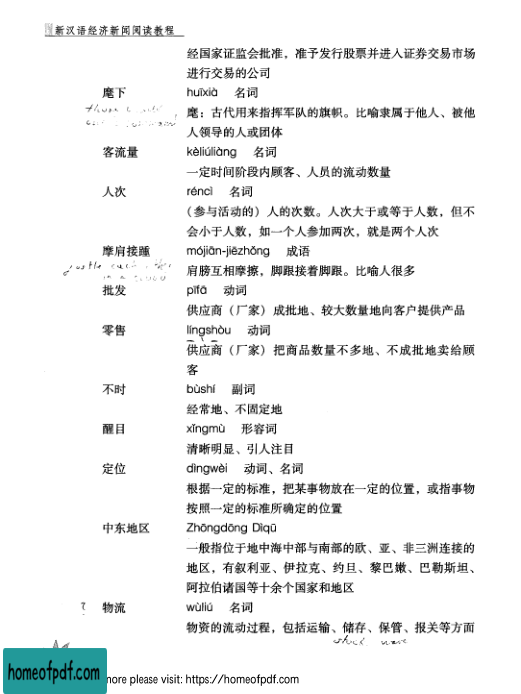 新汉语经济新闻阅读教程
经国家证监会批准，准予发行股票并进入证券交易市场
进行交易的公司
麾下 huīxià 名词
麾：古代用来指挥军队的旗帜。比喻隶属于他人、被他
人领导的人或团体
客流量 kèliúliàng 名词
一定时间阶段内顾客、人员的流动数量
人次 réncì 名词
（参与活动的）人的次数。人次大于或等于人数，但不
会小于人数，如一个人参加两次，就是两个人次
摩肩接踵 mójiān-jiēzhǒng 成语
jostle each other
in a crowd
肩膀互相摩擦，脚跟接着脚跟。比喻人很多
批发 pīfā 动词
供应商（厂家）成批地、较大数量地向客户提供产品
零售 língshòu 动词
供应商（厂家）把商品数量不多地、不成批地卖给顾
客
不时 bùshí 副词
经常地、不固定地
醒目 xǐngmù 形容词
清晰明显、引人注目
定位 dìngwèi 动词、名词
根据一定的标准，把某事物放在一定的位置，或指事物
按照一定的标准所确定的位置
中东地区 Zhōngdōng Dìqū
一般指位于地中海中部与南部的欧、亚、非三洲连接的
地区，有叙利亚、伊拉克、约旦、黎巴嫩、巴勒斯坦、
阿拉伯诸国等十余个国家和地区
? 物流 wùliú 名词
物资的流动过程，包括运输、储存、保管、报关等方面
homeofpdf.com
more please visit: https://homeofpdf.com